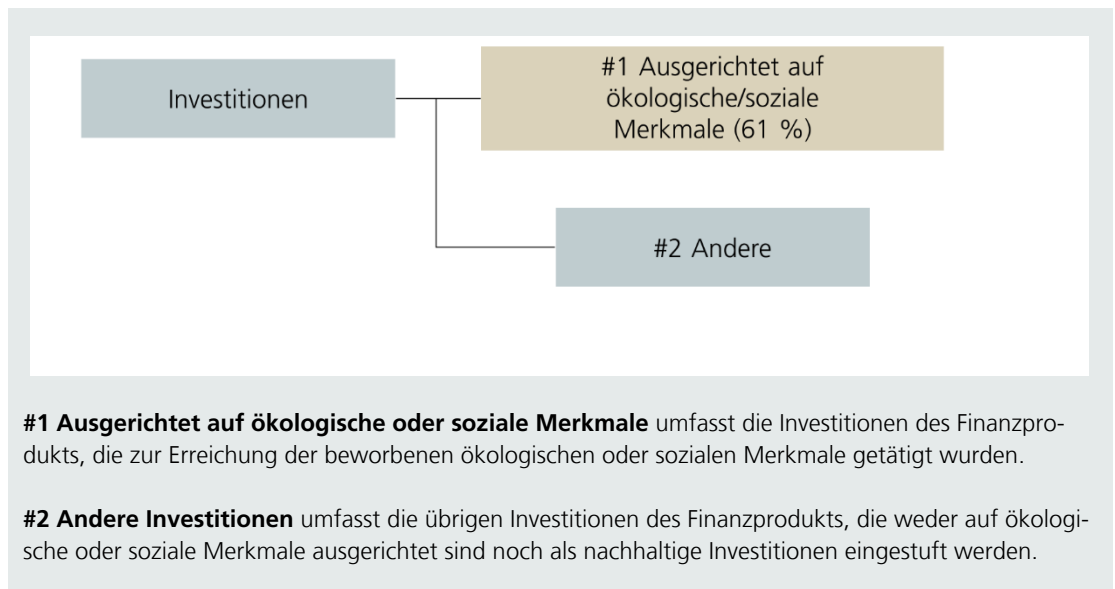 Investitionen
#1 Ausgerichtet auf
ökologische/soziale
Merkmale (61 %)
#2 Andere
#1 Ausgerichtet auf ökologische oder soziale Merkmale umfasst die Investitionen des Finanzpro-
dukts, die zur Erreichung der beworbenen ökologischen oder sozialen Merkmale getätigt wurden.
#2 Andere Investitionen umfasst die übrigen Investitionen des Finanzprodukts, die weder auf ökologi-
sche oder soziale Merkmale ausgerichtet sind noch als nachhaltige Investitionen eingestuft werden.